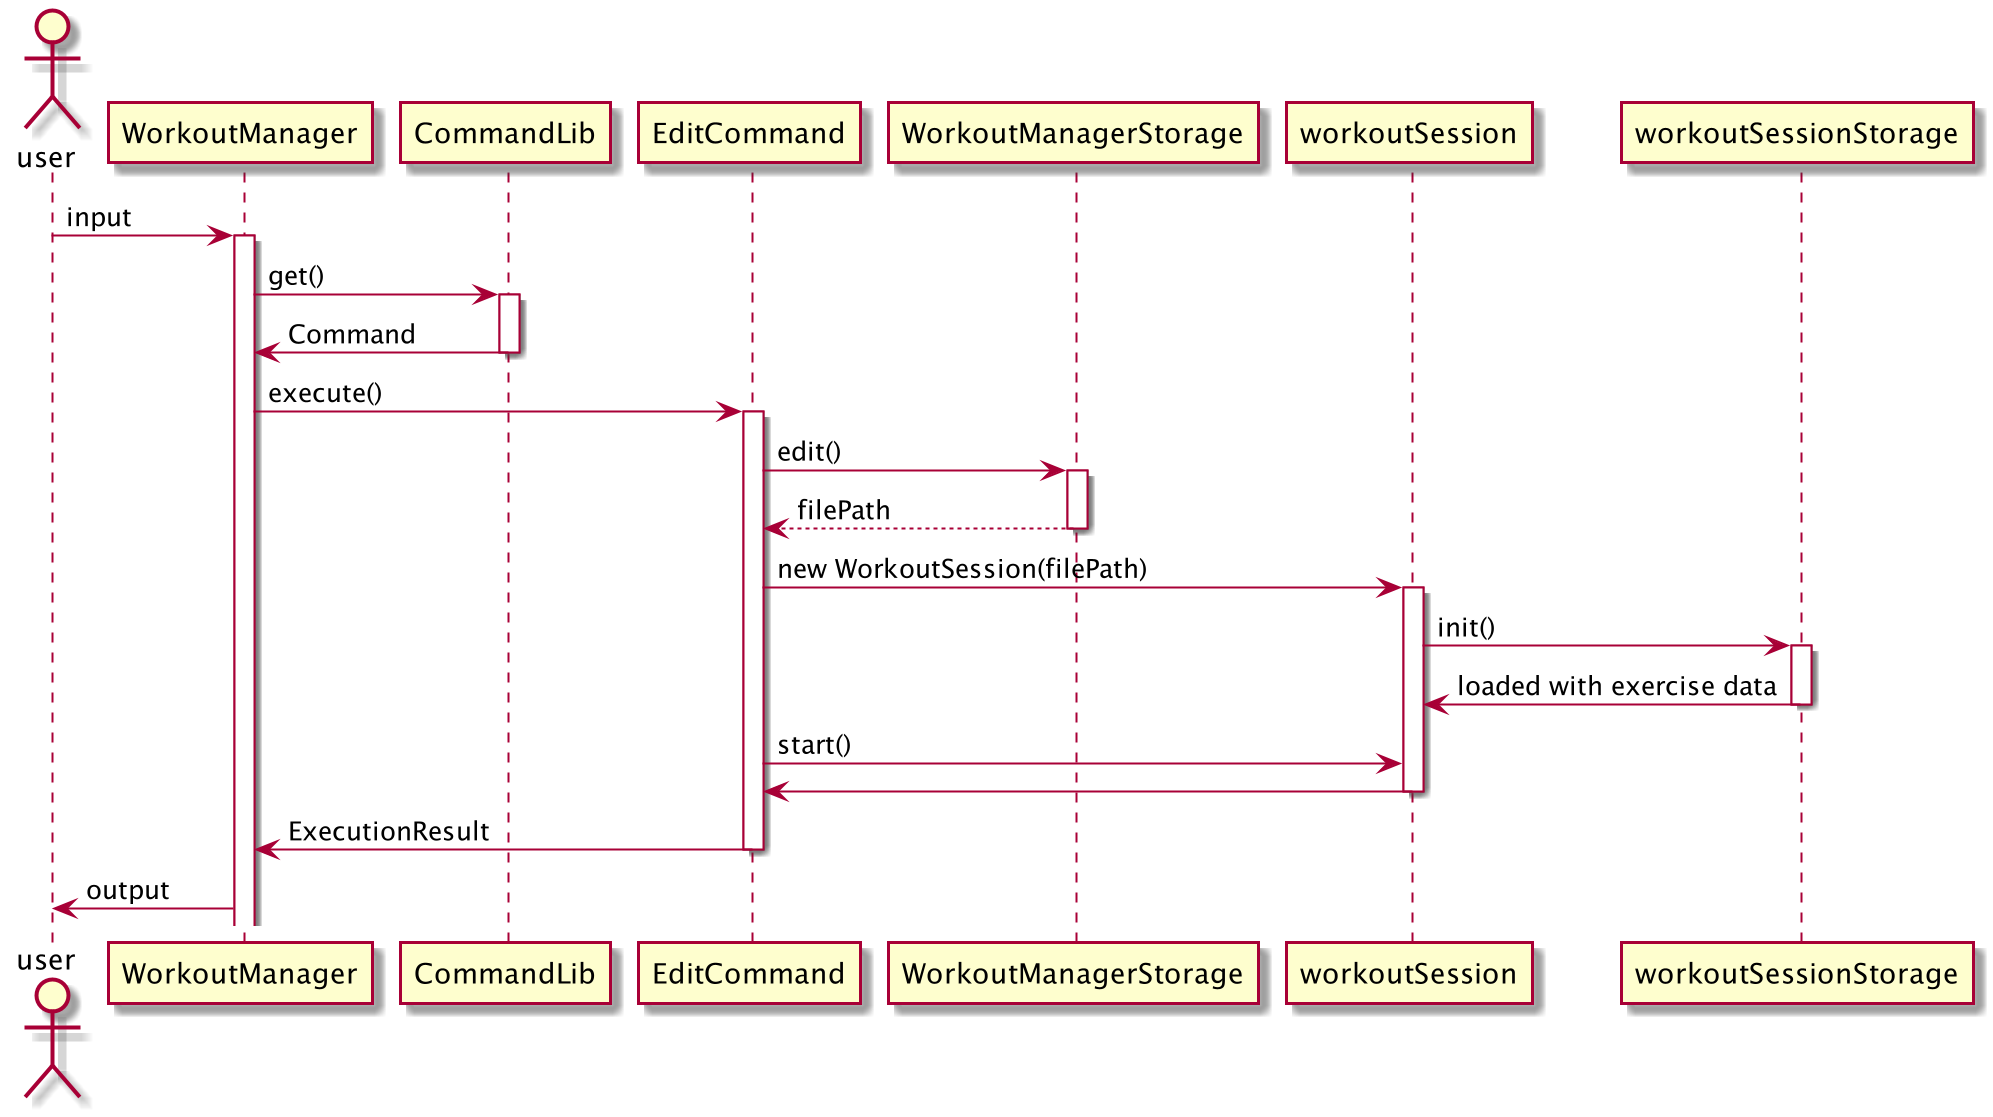 user
WorkoutManager
CommandLib
EditCommand
WorkoutManagerStorage
workoutSession
workoutSessionStorage
input
get()
Command
execute()
edit()
filePath
new WorkoutSession(filePath)
init()
loaded with exercise data
start()
ExecutionResult
output
user
WorkoutManager
CommandLib
EditCommand
WorkoutManagerStorage
workoutSession
workoutSessionStorage